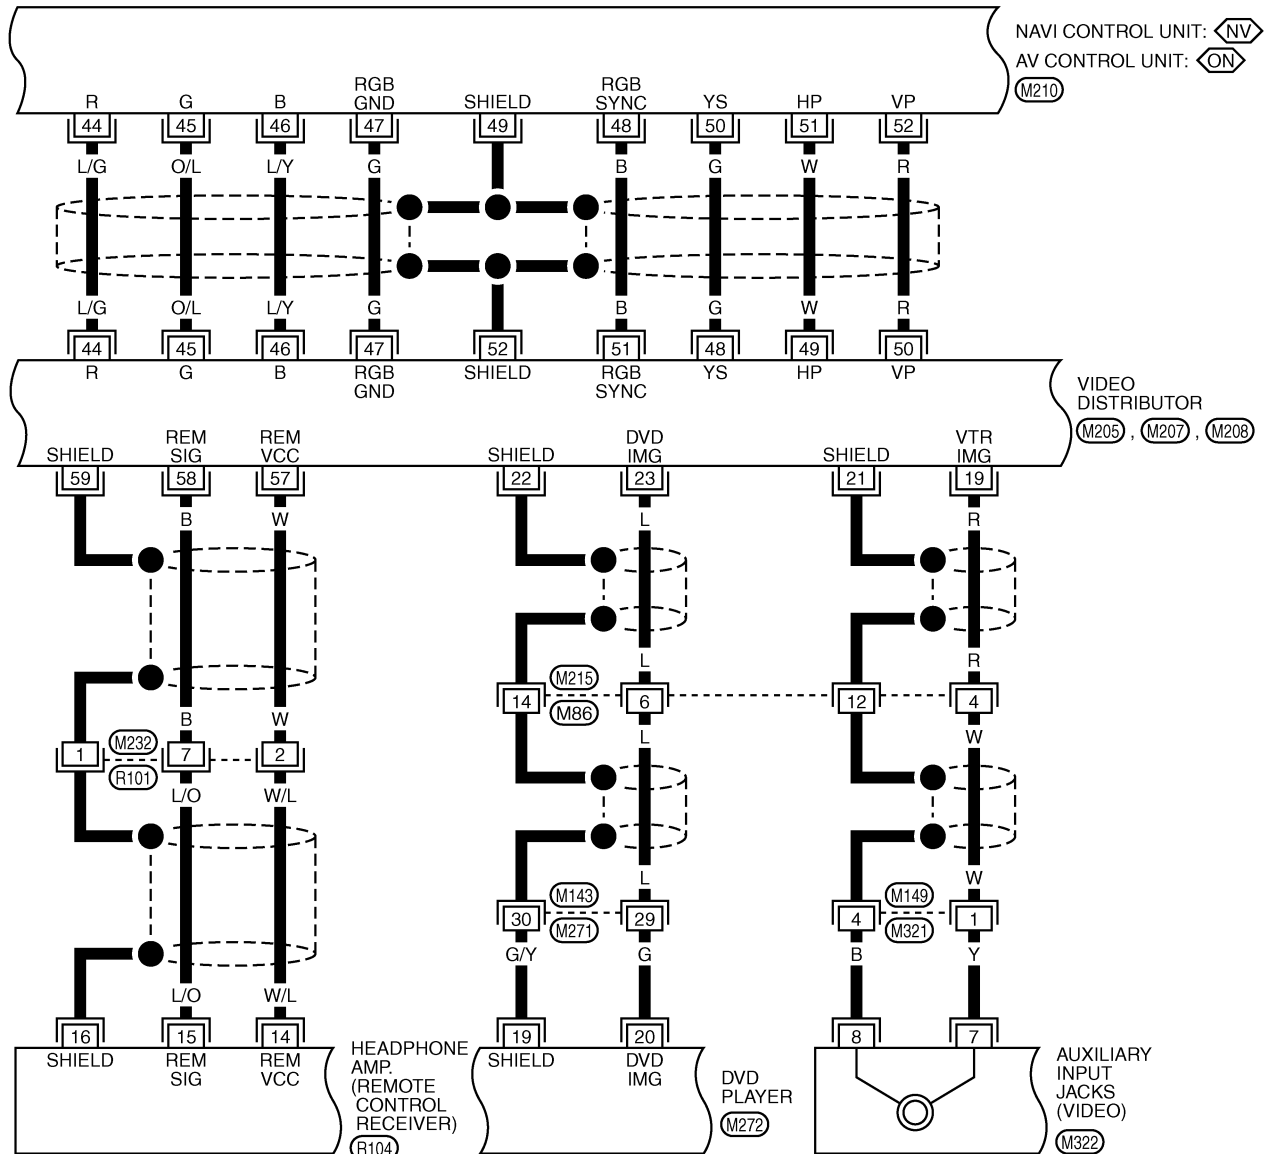 NAVI CONTROL UNIT: NV
AV CONTROL UNIT: ON
M210
R G B RGB GND SHIELD RGB SYNC YS HP VP
44 45 46 47 49 48 50 51 52
L/G O/L L/Y G B G W R
L/G O/L L/Y G B G W R
44 45 46 47 52 51 48 49 50
R G B RGB GND SHIELD RGB SYNC YS HP VP
VIDEO
DISTRIBUTOR
M205 , M207 , M208
SHIELD REM SIG REM VCC SHIELD DVD IMG SHIELD VTR IMG
59 58 57 22 23 21 19
B W L R
L R
M215
14 6 12 4
M86
B W L W
M232
1 7 2
R101
L/O W/L
L W
M143 M149
30 29 4 1
M271 M321
G/Y G B Y
L/O W/L
16 15 14 19 20 8 7
SHIELD REM SIG REM VCC SHIELD DVD IMG
HEADPHONE
AMP.
(REMOTE
CONTROL
RECEIVER)
R104
DVD
PLAYER
M272
AUXILIARY
INPUT
JACKS
(VIDEO)
M322